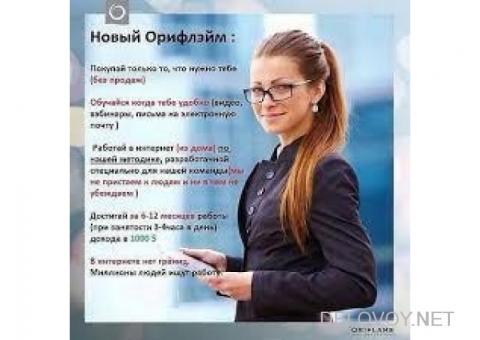 Новый Орифлэйм :
Покупай только то, что нужно тебе
(без продаж)
Обучайся когда тебе удобно (видео,
вебинары, письма на электронную
почту )
Работай в интернет (из дома) по
нашей методике, разработанной
специально для нашей команды(мы
не пристаем к людям и ни в чем не
убеждаем )
Достигай за 6-12 месяцев работы
(при занятости 3-4часа в день)
дохода в 1000 $
В интернете нет границ.
Миллионы людей ищут работу.
DELOVOY.NET
ORIFLAME